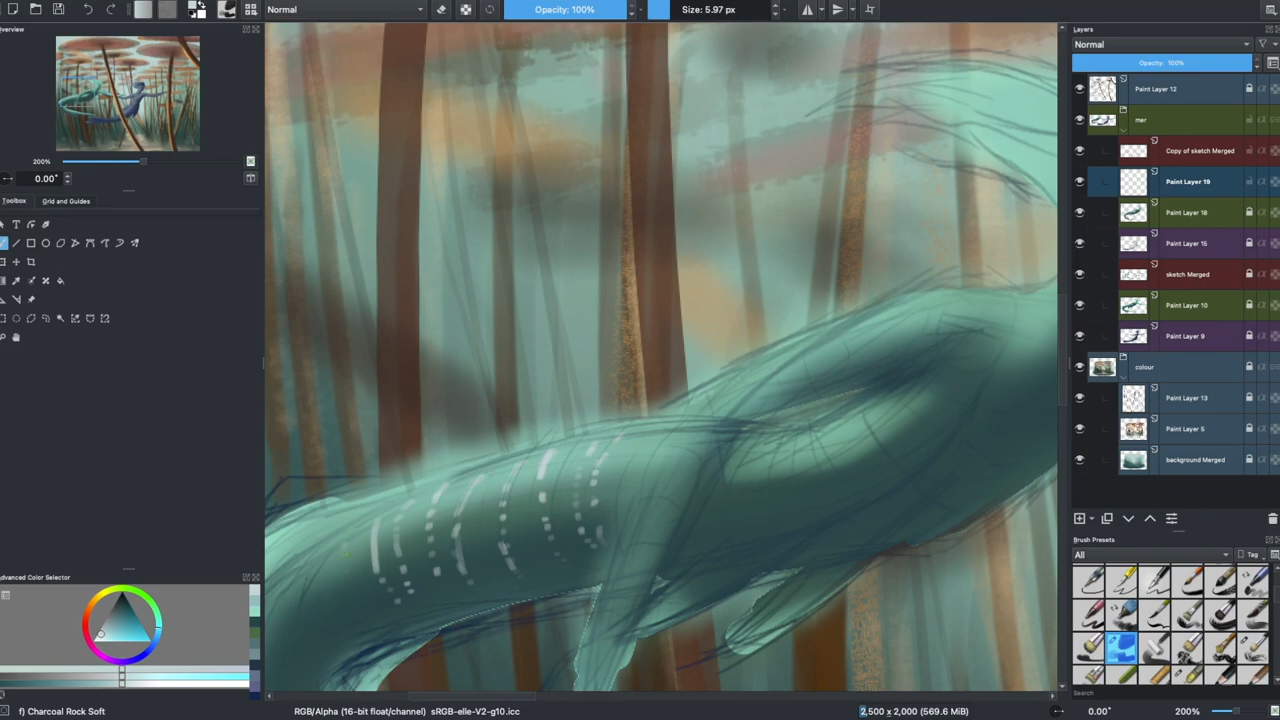 Normal
Opacity: 100%
Size: 5.97 px
verview
200%
0.00°
Toolbox
Grid and Guides
Advanced Color Selector
f) Charcoal Rock Soft
RGB/Alpha (16-bit float/channel) sRGB-elle-V2-g10.icc
2,500 x 2,000 (569.6 MiB)
0.00°
200%
Layers
Normal
Opacity: 100%
Paint Layer 12
mer
Copy of sketch Merged
Paint Layer 19
Paint Layer 18
Paint Layer 15
sketch Merged
Paint Layer 10
Paint Layer 9
colour
Paint Layer 13
Paint Layer 5
background Merged
Brush Presets
All
Tag
Search